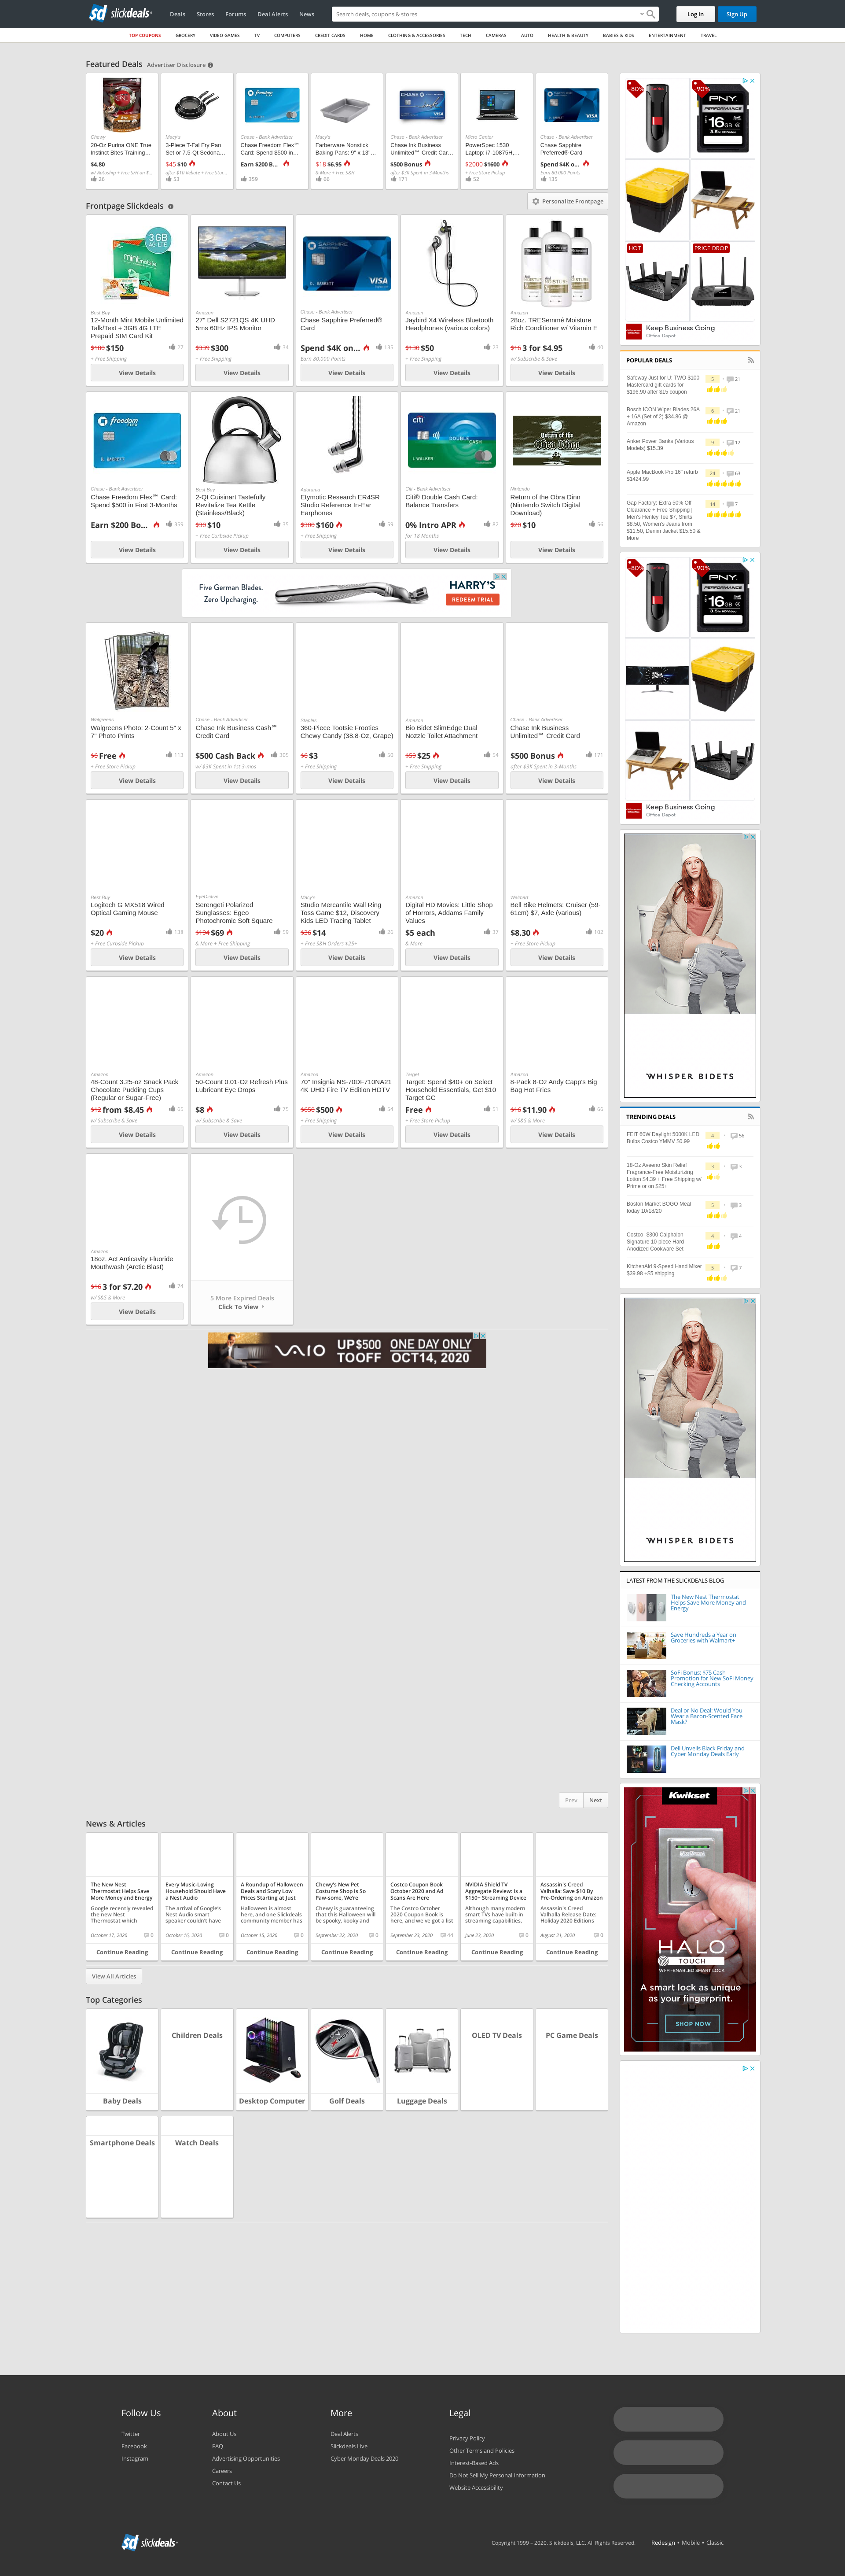 slickdeals
Deals
Stores
Forums
Deal Alerts
News
Search deals, coupons & stores
Log In
Sign Up
TOP COUPONS
GROCERY
VIDEO GAMES
TV
COMPUTERS
CREDIT CARDS
HOME
CLOTHING & ACCESSORIES
TECH
CAMERAS
AUTO
HEALTH & BEAUTY
BABIES & KIDS
ENTERTAINMENT
TRAVEL
Featured Deals
Advertiser Disclosure
Chewy
20-Oz Purina ONE True
Instinct Bites Training...
$4.80
26
Macy's
3-Piece T-Fal Fry Pan
Set or 7.5-Qt Sedona...
$45 $10
after $10 Rebate + Free Stor...
53
Chase - Bank Advertiser
Chase Freedom Flex℠
Card: Spend $500 in...
Earn $200 B...
359
Macy's
Farberware Nonstick
Baking Pans: 9" x 13"...
$18 $6.95
& More + Free S&H
66
Chase - Bank Advertiser
Chase Ink Business
Unlimited℠ Credit Car...
$500 Bonus
after $3K Spent in 3-Months
171
Micro Center
PowerSpec 1530
Laptop: i7-10875H,...
$2000 $1600
+ Free Store Pickup
52
Chase - Bank Advertiser
Chase Sapphire
Preferred® Card
Spend $4K o...
Earn 80,000 Points
135
Frontpage Slickdeals
Personalize Frontpage
Best Buy
12-Month Mint Mobile Unlimited
Talk/Text + 3GB 4G LTE
Prepaid SIM Card Kit
$180 $150
27
+ Free Shipping
View Details
Amazon
27" Dell S2721QS 4K UHD
5ms 60Hz IPS Monitor
$339 $300
34
+ Free Shipping
View Details
Chase - Bank Advertiser
Chase Sapphire Preferred®
Card
Spend $4K on...
135
Earn 80,000 Points
View Details
Amazon
Jaybird X4 Wireless Bluetooth
Headphones (various colors)
$130 $50
23
+ Free Shipping
View Details
Amazon
28oz. TRESemmé Moisture
Rich Conditioner w/ Vitamin E
$16 3 for $4.95
40
w/ Subscribe & Save
View Details
Chase - Bank Advertiser
Chase Freedom Flex℠ Card:
Spend $500 in First 3-Months
Earn $200 Bo...
359
View Details
Best Buy
2-Qt Cuisinart Tastefully
Revitalize Tea Kettle
(Stainless/Black)
$30 $10
35
+ Free Curbside Pickup
View Details
Adorama
Etymotic Research ER4SR
Studio Reference In-Ear
Earphones
$300 $160
59
+ Free Shipping
View Details
Citi - Bank Advertiser
Citi® Double Cash Card:
Balance Transfers
0% Intro APR
82
for 18 Months
View Details
Nintendo
Return of the Obra Dinn
(Nintendo Switch Digital
Download)
$20 $10
56
View Details
Five German Blades.
Zero Upcharging.
HARRY'S
REDEEM TRIAL
Walgreens
Walgreens Photo: 2-Count 5" x
7" Photo Prints
$6 Free
113
+ Free Store Pickup
View Details
Chase - Bank Advertiser
Chase Ink Business Cash℠
Credit Card
$500 Cash Back
305
w/ $3K Spent in 1st 3-mos
View Details
Staples
360-Piece Tootsie Frooties
Chewy Candy (38.8-Oz, Grape)
$6 $3
50
+ Free Shipping
View Details
Amazon
Bio Bidet SlimEdge Dual
Nozzle Toilet Attachment
$59 $25
54
+ Free Shipping
View Details
Chase - Bank Advertiser
Chase Ink Business
Unlimited℠ Credit Card
$500 Bonus
171
after $3K Spent in 3-Months
View Details
Best Buy
Logitech G MX518 Wired
Optical Gaming Mouse
$20
138
+ Free Curbside Pickup
View Details
EyeDictive
Serengeti Polarized
Sunglasses: Egeo
Photochromic Soft Square
$194 $69
59
& More + Free Shipping
View Details
Macy's
Studio Mercantile Wall Ring
Toss Game $12, Discovery
Kids LED Tracing Tablet
$36 $14
26
+ Free S&H Orders $25+
View Details
Amazon
Digital HD Movies: Little Shop
of Horrors, Addams Family
Values
$5 each
37
& More
View Details
Walmart
Bell Bike Helmets: Cruiser (59-
61cm) $7, Axle (various)
$8.30
102
+ Free Store Pickup
View Details
Amazon
48-Count 3.25-oz Snack Pack
Chocolate Pudding Cups
(Regular or Sugar-Free)
$12 from $8.45
65
w/ Subscribe & Save
View Details
Amazon
50-Count 0.01-Oz Refresh Plus
Lubricant Eye Drops
$8
75
w/ Subscribe & Save
View Details
Amazon
70" Insignia NS-70DF710NA21
4K UHD Fire TV Edition HDTV
$650 $500
54
+ Free Shipping
View Details
Target
Target: Spend $40+ on Select
Household Essentials, Get $10
Target GC
Free
51
+ Free Store Pickup
View Details
Amazon
8-Pack 8-Oz Andy Capp's Big
Bag Hot Fries
$16 $11.90
66
w/ S&S & More
View Details
Amazon
18oz. Act Anticavity Fluoride
Mouthwash (Arctic Blast)
$16 3 for $7.20
74
w/ S&S & More
View Details
5 More Expired Deals
Click To View
VAIO UP TO $500 OFF ONE DAY ONLY OCT 14, 2020
Prev
Next
-80%
-90%
PNY
16 GB
HOT
PRICE DROP
Keep Business Going
Office Depot
POPULAR DEALS
Safeway Just for U: TWO $100
Mastercard gift cards for
$186.90 after $15 coupon
5
21
Bosch ICON Wiper Blades 26A
+ 16A (Set of 2) $34.86 @
Amazon
6
21
Anker Power Banks (Various
Models) $15.39
9
12
Apple MacBook Pro 16" refurb
$1424.99
24
63
Gap Factory: Extra 50% Off
Clearance + Free Shipping |
Men's Henley Tee $7, Shirts
$8.50, Women's Jeans from
$11.50, Denim Jacket $15.50 &
More
14
7
-80%
-90%
PNY
16 GB
Keep Business Going
Office Depot
WHISPER BIDETS
TRENDING DEALS
FEIT 60W Daylight 5000K LED
Bulbs Costco YMMV $0.99
4
56
18-Oz Aveeno Skin Relief
Fragrance-Free Moisturizing
Lotion $4.39 + Free Shipping w/
Prime or on $25+
3
3
Boston Market BOGO Meal
today 10/18/20
5
3
Costco- $300 Calphalon
Signature 10-piece Hard
Anodized Cookware Set
4
4
KitchenAid 9-Speed Hand Mixer
$39.98 +$5 shipping
5
7
WHISPER BIDETS
LATEST FROM THE SLICKDEALS BLOG
The New Nest Thermostat
Helps Save More Money and
Energy
Save Hundreds a Year on
Groceries with Walmart+
SoFi Bonus: $75 Cash
Promotion for New SoFi Money
Checking Accounts
Deal or No Deal: Would You
Wear a Bacon-Scented Face
Mask?
Dell Unveils Black Friday and
Cyber Monday Deals Early
Kwikset
HALO
TOUCH
WI-FI-ENABLED SMART LOCK
A smart lock as unique
as your fingerprint.
SHOP NOW
News & Articles
The New Nest
Thermostat Helps Save
More Money and Energy
Google recently revealed
the new Nest
Thermostat which
October 17, 2020
0
Continue Reading
Every Music-Loving
Household Should Have
a Nest Audio
The arrival of Google's
Nest Audio smart
speaker couldn't have
October 16, 2020
0
Continue Reading
A Roundup of Halloween
Deals and Scary Low
Prices Starting at Just
Halloween is almost
here, and one Slickdeals
community member has
October 15, 2020
0
Continue Reading
Chewy's New Pet
Costume Shop Is So
Paw-some, We're
Chewy is guaranteeing
that this Halloween will
be spooky, kooky and
September 22, 2020
0
Continue Reading
Costco Coupon Book
October 2020 and Ad
Scans Are Here
The Costco October
2020 Coupon Book is
here, and we've got a list
September 23, 2020
44
Continue Reading
NVIDIA Shield TV
Aggregate Review: Is a
$150+ Streaming Device
Although many modern
smart TVs have built-in
streaming capabilities,
June 23, 2020
0
Continue Reading
Assassin's Creed
Valhalla: Save $10 By
Pre-Ordering on Amazon
Assassin's Creed
Valhalla Release Date:
Holiday 2020 Editions
August 21, 2020
0
Continue Reading
View All Articles
Top Categories
Baby Deals
Children Deals
Desktop Computer
Golf Deals
Luggage Deals
OLED TV Deals
PC Game Deals
Smartphone Deals
Watch Deals
Follow Us
Twitter
Facebook
Instagram
About
About Us
FAQ
Advertising Opportunities
Careers
Contact Us
More
Deal Alerts
Slickdeals Live
Cyber Monday Deals 2020
Legal
Privacy Policy
Other Terms and Policies
Interest-Based Ads
Do Not Sell My Personal Information
Website Accessibility
slickdeals
Copyright 1999 – 2020. Slickdeals, LLC. All Rights Reserved.
Redesign • Mobile • Classic